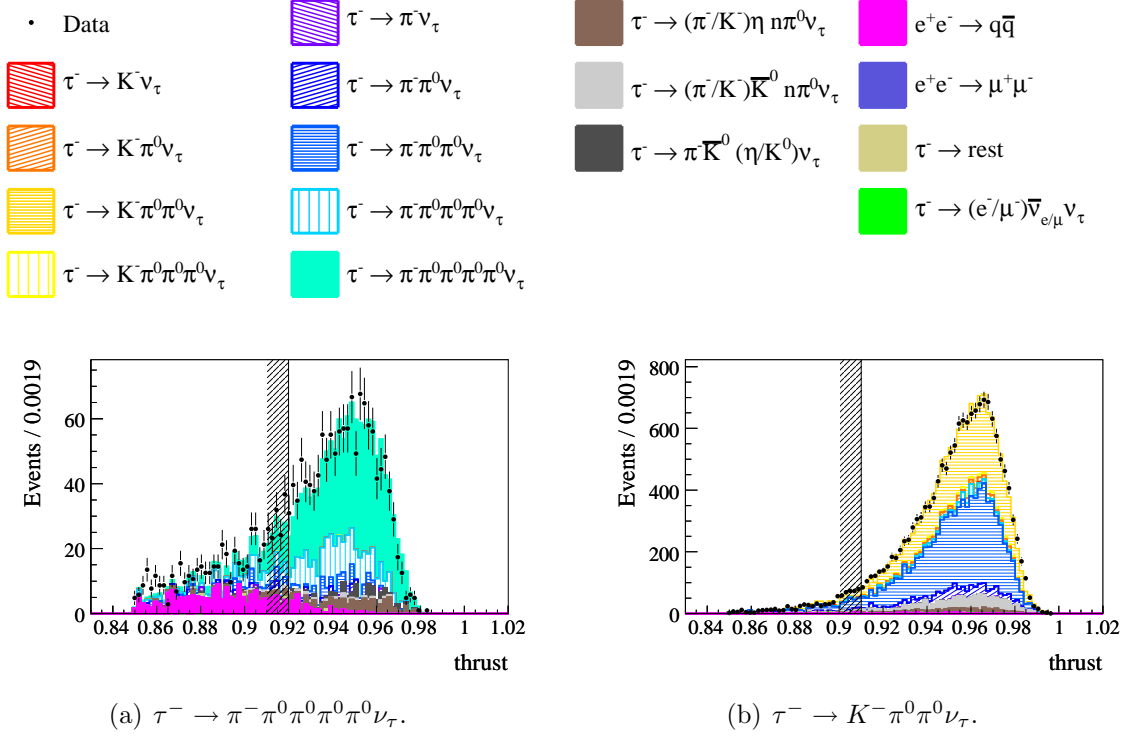 • Data
τ⁻ → K⁻ν_τ
τ⁻ → K⁻π⁰ν_τ
τ⁻ → K⁻π⁰π⁰ν_τ
τ⁻ → K⁻π⁰π⁰π⁰ν_τ
τ⁻ → π⁻ν_τ
τ⁻ → π⁻π⁰ν_τ
τ⁻ → π⁻π⁰π⁰ν_τ
τ⁻ → π⁻π⁰π⁰π⁰ν_τ
τ⁻ → π⁻π⁰π⁰π⁰π⁰ν_τ
τ⁻ → (π⁻/K⁻)η nπ⁰ν_τ
τ⁻ → (π⁻/K⁻)K̅⁰ nπ⁰ν_τ
τ⁻ → π⁻K̅⁰ (η/K⁰)ν_τ
e⁺e⁻ → qq̅
e⁺e⁻ → μ⁺μ⁻
τ⁻ → rest
τ⁻ → (e⁻/μ⁻)ν̅_{e/μ}ν_τ
Events / 0.0019
60
40
20
0
0.84 0.86 0.88 0.9 0.92 0.94 0.96 0.98 1 1.02
thrust
(a) τ⁻ → π⁻π⁰π⁰π⁰π⁰ν_τ.
Events / 0.0019
800
600
400
200
0
0.84 0.86 0.88 0.9 0.92 0.94 0.96 0.98 1 1.02
thrust
(b) τ⁻ → K⁻π⁰π⁰ν_τ.